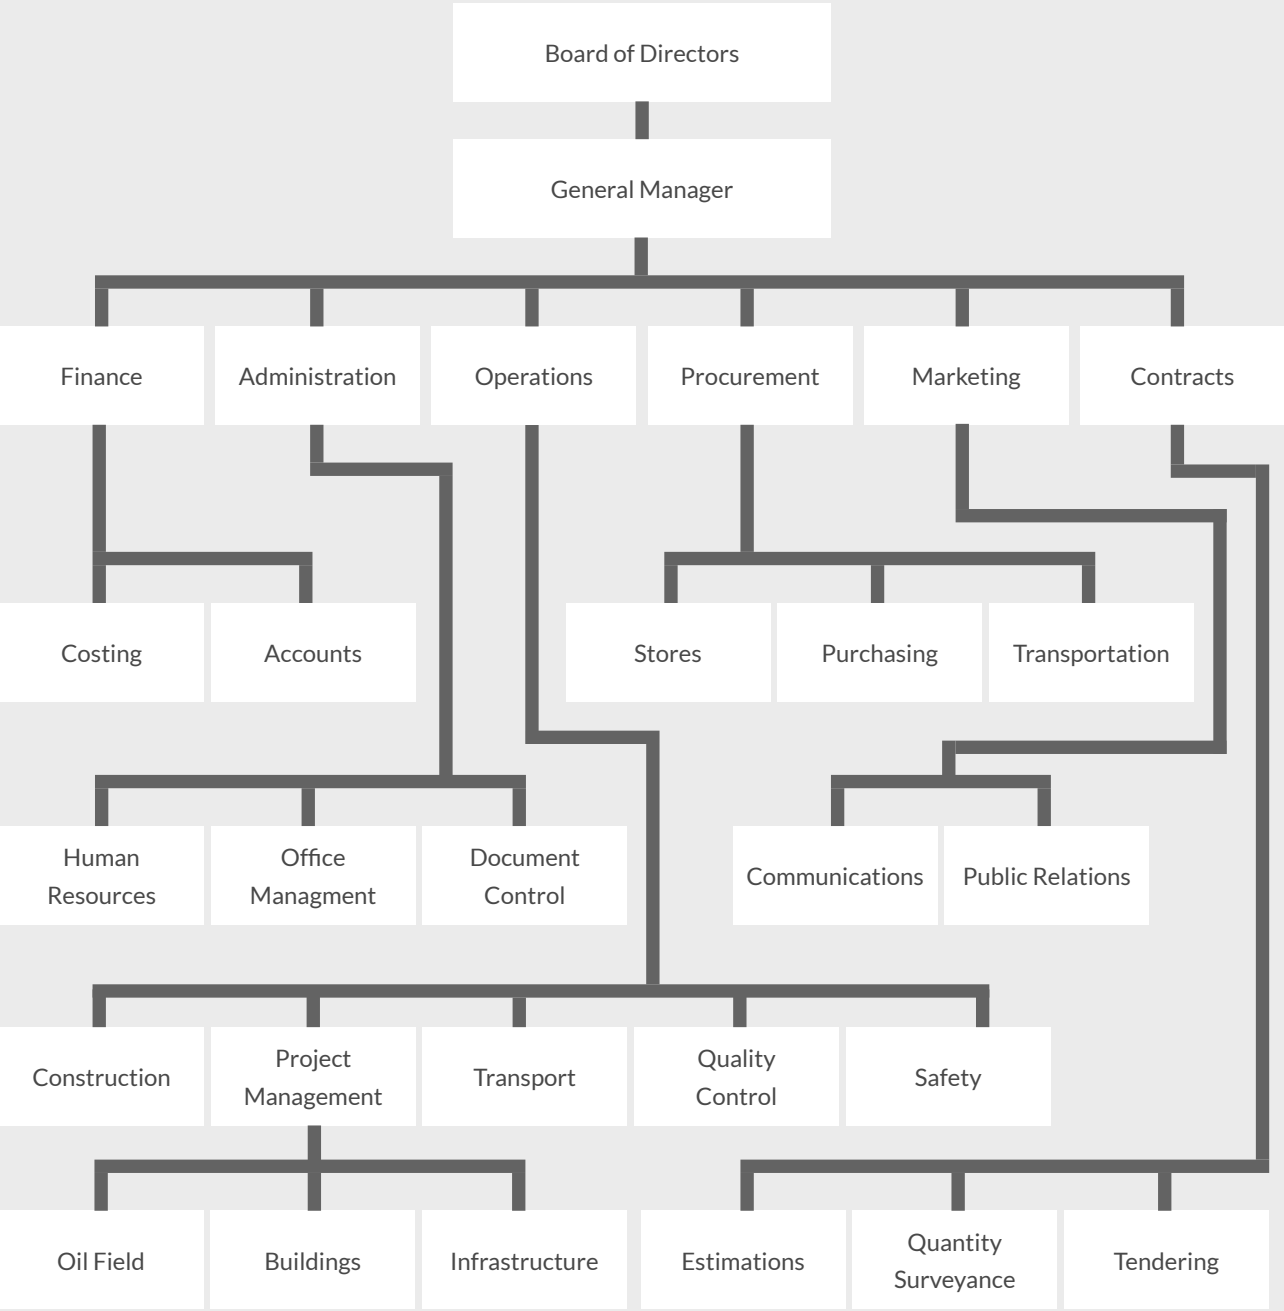 Board of Directors
General Manager
Finance
Administration
Operations
Procurement
Marketing
Contracts
Costing
Accounts
Stores
Purchasing
Transportation
Human
Resources
Office
Managment
Document
Control
Communications
Public Relations
Construction
Project
Management
Transport
Quality
Control
Safety
Oil Field
Buildings
Infrastructure
Estimations
Quantity
Surveyance
Tendering